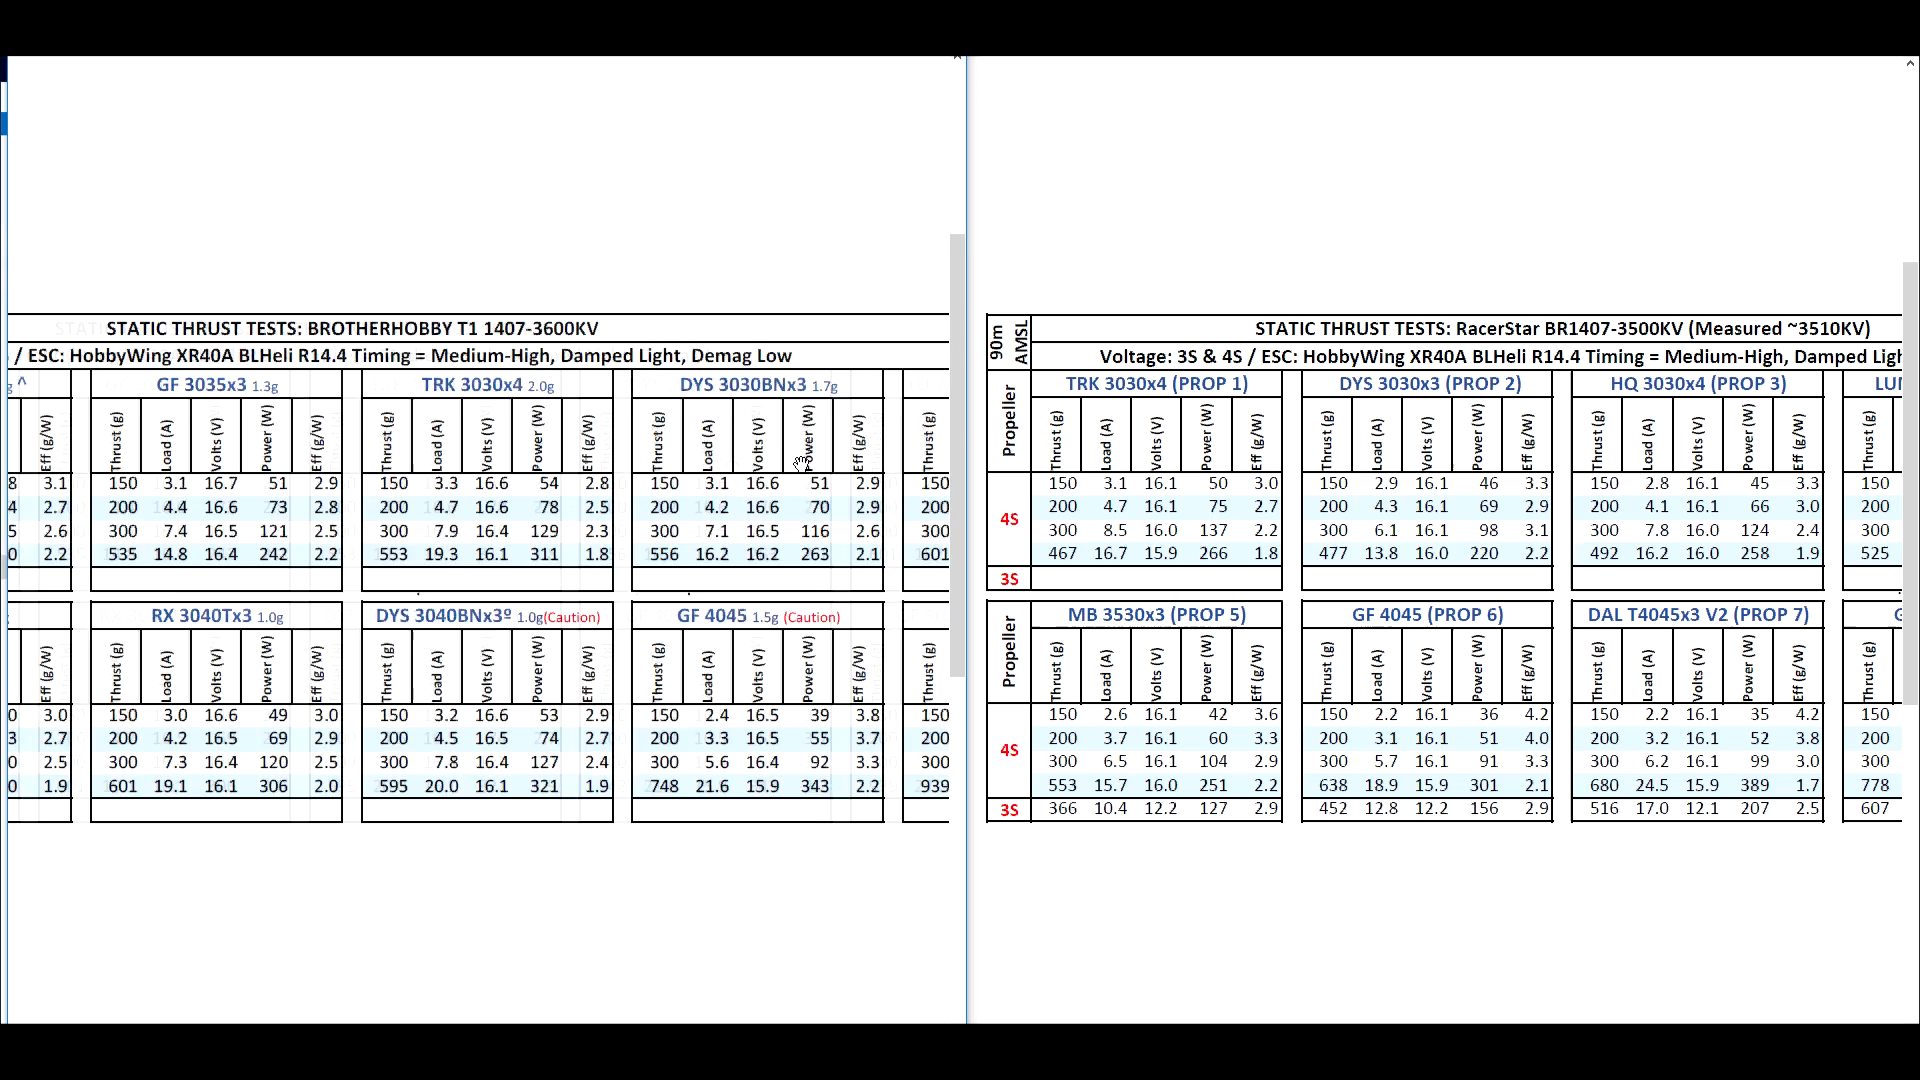 STATIC THRUST TESTS: BROTHERHOBBY T1 1407-3600KV
/ ESC: HobbyWing XR40A BLHeli R14.4 Timing = Medium-High, Damped Light, Demag Low
g ^ GF 3035x3 1.3g TRK 3030x4 2.0g DYS 3030BNx3 1.7g
Eff (g/W) Thrust (g) Load (A) Volts (V) Power (W) Eff (g/W) Thrust (g) Load (A) Volts (V) Power (W) Eff (g/W) Thrust (g) Load (A) Volts (V) Power (W) Eff (g/W) Thrust (g)
8 3.1 150 3.1 16.7 51 2.9 150 3.3 16.6 54 2.8 150 3.1 16.6 51 2.9 150
4 2.7 200 4.4 16.6 73 2.8 200 4.7 16.6 78 2.5 200 4.2 16.6 70 2.9 200
5 2.6 300 7.4 16.5 121 2.5 300 7.9 16.4 129 2.3 300 7.1 16.5 116 2.6 300
0 2.2 535 14.8 16.4 242 2.2 553 19.3 16.1 311 1.8 556 16.2 16.2 263 2.1 601
RX 3040Tx3 1.0g DYS 3040BNx3º 1.0g(Caution) GF 4045 1.5g (Caution)
Eff (g/W) Thrust (g) Load (A) Volts (V) Power (W) Eff (g/W) Thrust (g) Load (A) Volts (V) Power (W) Eff (g/W) Thrust (g) Load (A) Volts (V) Power (W) Eff (g/W) Thrust (g)
0 3.0 150 3.0 16.6 49 3.0 150 3.2 16.6 53 2.9 150 2.4 16.5 39 3.8 150
3 2.7 200 4.2 16.5 69 2.9 200 4.5 16.5 74 2.7 200 3.3 16.5 55 3.7 200
0 2.5 300 7.3 16.4 120 2.5 300 7.8 16.4 127 2.4 300 5.6 16.4 92 3.3 300
0 1.9 601 19.1 16.1 306 2.0 595 20.0 16.1 321 1.9 748 21.6 15.9 343 2.2 939
90m AMSL STATIC THRUST TESTS: RacerStar BR1407-3500KV (Measured ~3510KV)
Voltage: 3S & 4S / ESC: HobbyWing XR40A BLHeli R14.4 Timing = Medium-High, Damped Ligh
Propeller TRK 3030x4 (PROP 1) DYS 3030x3 (PROP 2) HQ 3030x4 (PROP 3) LU
Thrust (g) Load (A) Volts (V) Power (W) Eff (g/W) Thrust (g) Load (A) Volts (V) Power (W) Eff (g/W) Thrust (g) Load (A) Volts (V) Power (W) Eff (g/W) Thrust (g)
4S 150 3.1 16.1 50 3.0 150 2.9 16.1 46 3.3 150 2.8 16.1 45 3.3 150
200 4.7 16.1 75 2.7 200 4.3 16.1 69 2.9 200 4.1 16.1 66 3.0 200
300 8.5 16.0 137 2.2 300 6.1 16.1 98 3.1 300 7.8 16.0 124 2.4 300
467 16.7 15.9 266 1.8 477 13.8 16.0 220 2.2 492 16.2 16.0 258 1.9 525
3S
Propeller MB 3530x3 (PROP 5) GF 4045 (PROP 6) DAL T4045x3 V2 (PROP 7) G
Thrust (g) Load (A) Volts (V) Power (W) Eff (g/W) Thrust (g) Load (A) Volts (V) Power (W) Eff (g/W) Thrust (g) Load (A) Volts (V) Power (W) Eff (g/W) Thrust (g)
4S 150 2.6 16.1 42 3.6 150 2.2 16.1 36 4.2 150 2.2 16.1 35 4.2 150
200 3.7 16.1 60 3.3 200 3.1 16.1 51 4.0 200 3.2 16.1 52 3.8 200
300 6.5 16.1 104 2.9 300 5.7 16.1 91 3.3 300 6.2 16.1 99 3.0 300
553 15.7 16.0 251 2.2 638 18.9 15.9 301 2.1 680 24.5 15.9 389 1.7 778
3S 366 10.4 12.2 127 2.9 452 12.8 12.2 156 2.9 516 17.0 12.1 207 2.5 607